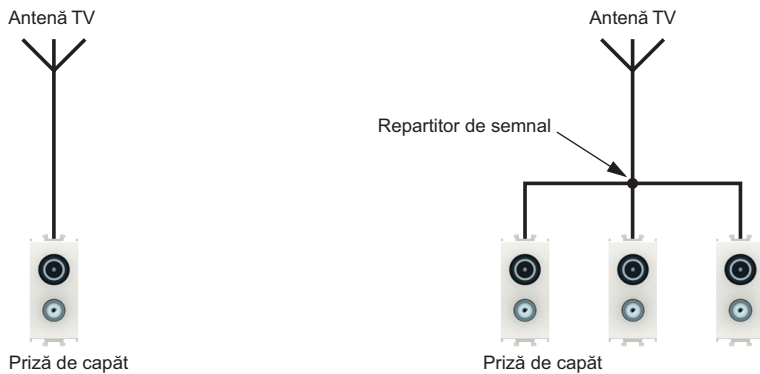 Antenă TV
Antenă TV
Repartitor de semnal
Priză de capăt
Priză de capăt